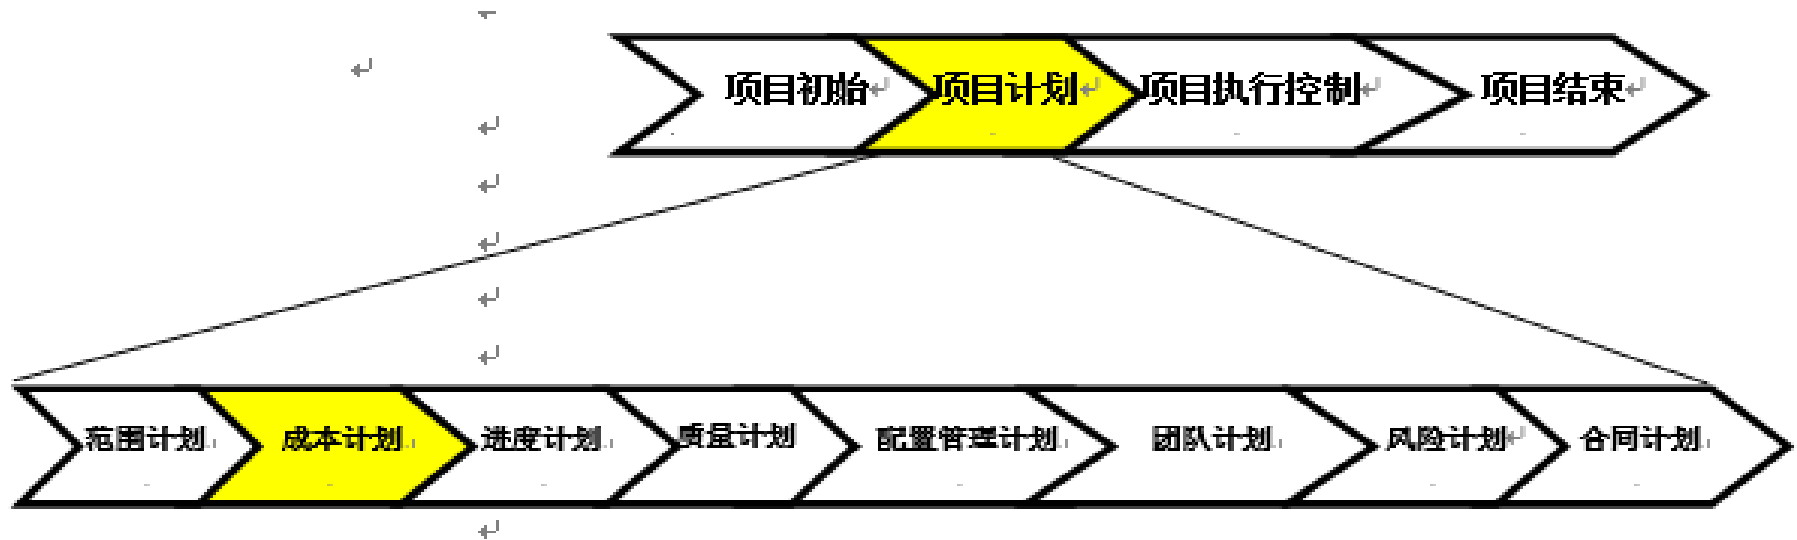 项目初始 项目计划 项目执行控制 项目结束
范围计划 成本计划 进度计划 质量计划 配置管理计划 团队计划 风险计划 合同计划